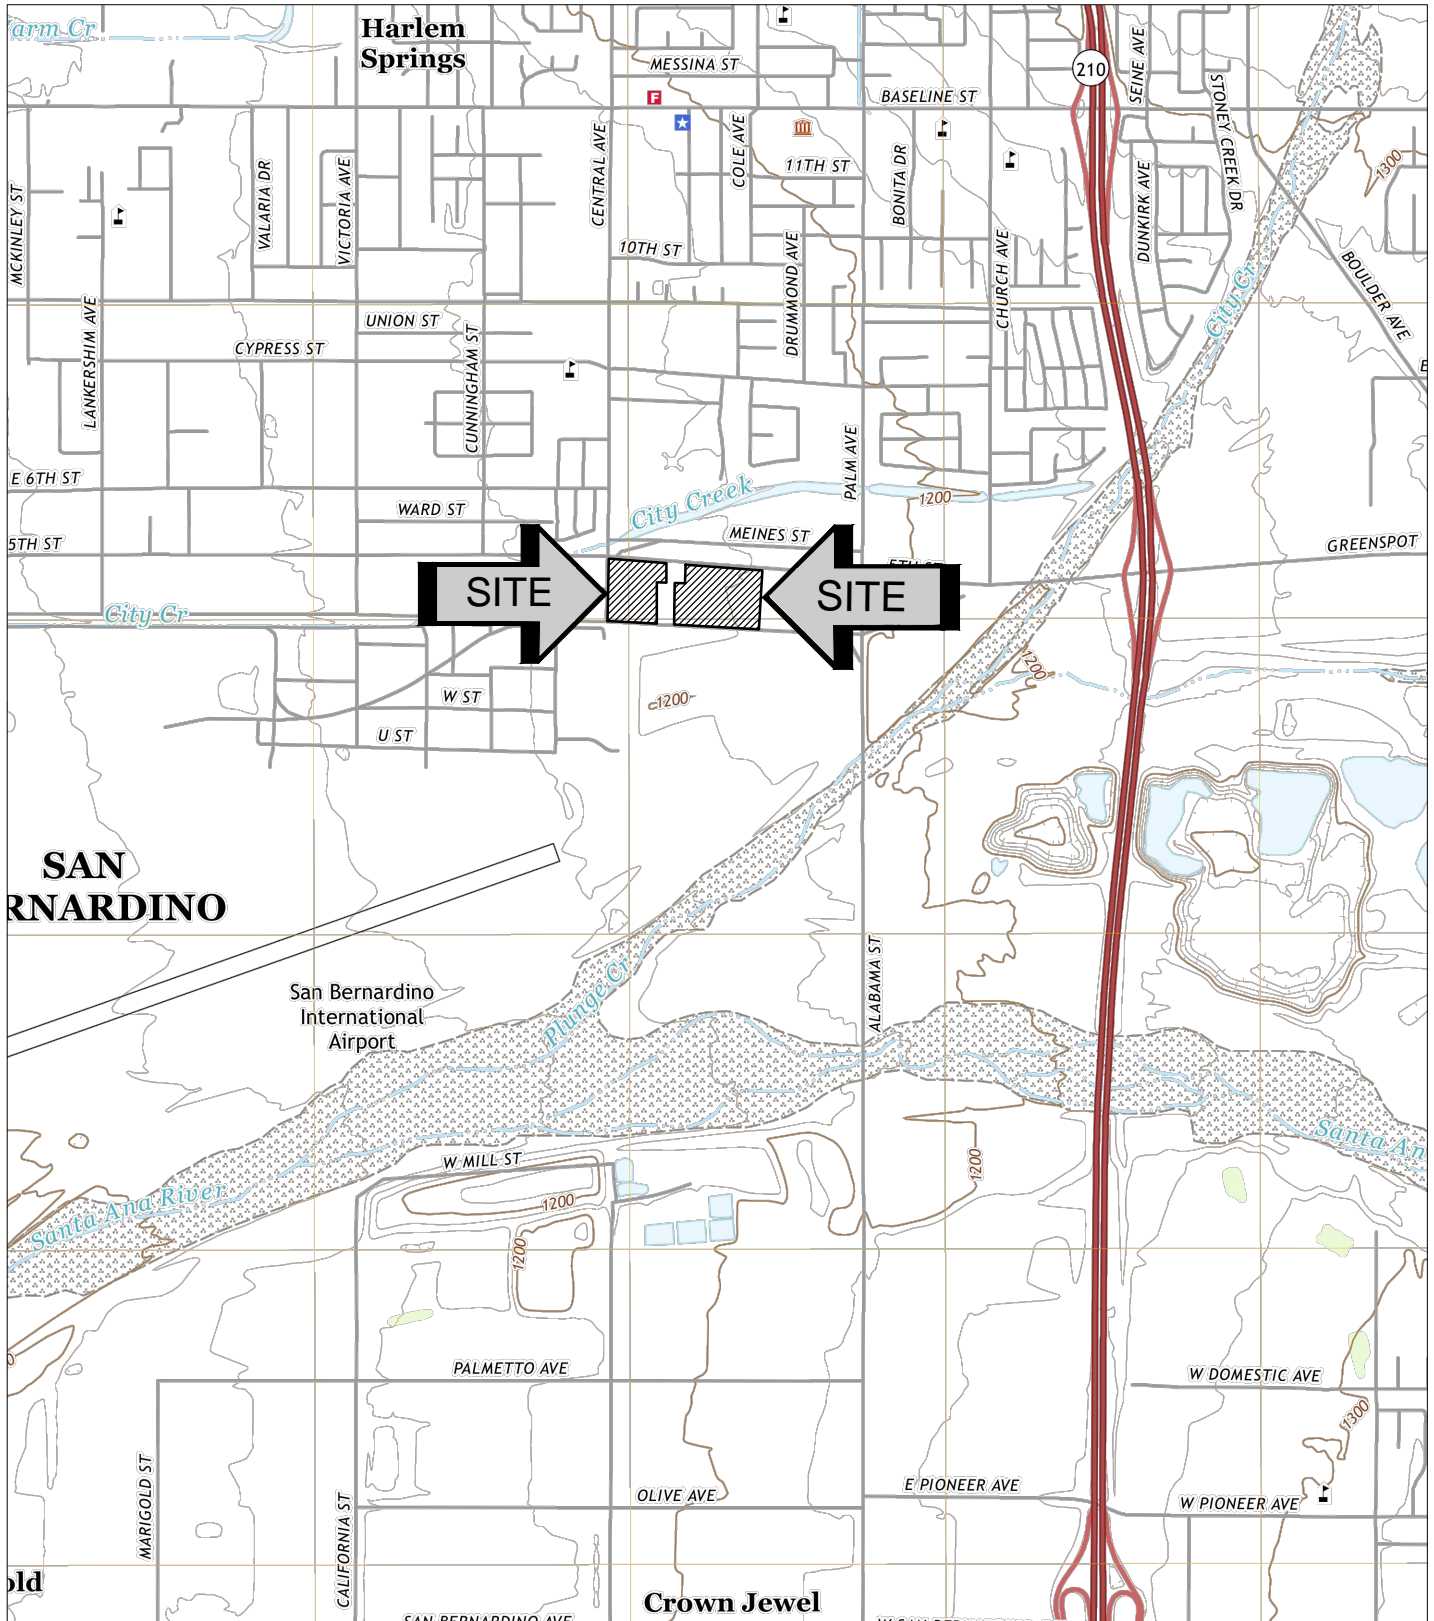 Harlem
Springs
MESSINA ST
210
SEINE AVE
STONEY CREEK DR
BASELINE ST
F
MCKINLEY ST
VALARIA DR
VICTORIA AVE
CENTRAL AVE
COLE AVE
11TH ST
BONITA DR
DUNKIRK AVE
1300
10TH ST
DRUMMOND AVE
CHURCH AVE
City Cr
BOULDER AVE
LANKERSHIM AVE
UNION ST
CYPRESS ST
CUNNINGHAM ST
PALM AVE
E 6TH ST
WARD ST
City Creek
1200
5TH ST
MEINES ST
5TH ST
GREENSPOT
SITE
SITE
City Cr
1200
W ST
1200
U ST
SAN
RNARDINO
San Bernardino
International
Airport
Plunge Cr
ALABAMA ST
Santa Ana River
W MILL ST
1200
1200
1200
Santa An
PALMETTO AVE
W DOMESTIC AVE
1300
MARIGOLD ST
CALIFORNIA ST
OLIVE AVE
E PIONEER AVE
W PIONEER AVE
old
Crown Jewel
SAN BERNARDINO AVE